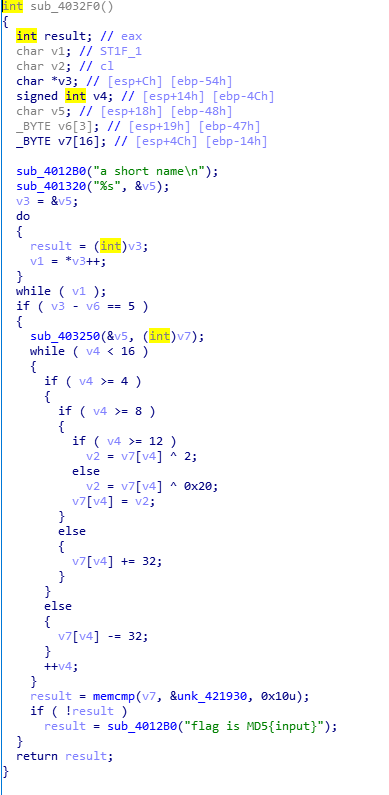 int sub_4032F0()
{
int result; // eax
char v1; // ST1F_1
char v2; // cl
char *v3; // [esp+Ch] [ebp-54h]
signed int v4; // [esp+14h] [ebp-4Ch]
char v5; // [esp+18h] [ebp-48h]
_BYTE v6[3]; // [esp+19h] [ebp-47h]
_BYTE v7[16]; // [esp+4Ch] [ebp-14h]
sub_4012B0("a short name\n");
sub_401320("%s", &v5);
v3 = &v5;
do
{
result = (int)v3;
v1 = *v3++;
}
while ( v1 );
if ( v3 - v6 == 5 )
{
sub_403250(&v5, (int)v7);
while ( v4 < 16 )
{
if ( v4 >= 4 )
{
if ( v4 >= 8 )
{
if ( v4 >= 12 )
v2 = v7[v4] ^ 2;
else
v2 = v7[v4] ^ 0x20;
v7[v4] = v2;
}
else
{
v7[v4] += 32;
}
}
else
{
v7[v4] -= 32;
}
++v4;
}
result = memcmp(v7, &unk_421930, 0x10u);
if ( !result )
result = sub_4012B0("flag is MD5{input}");
}
return result;
}